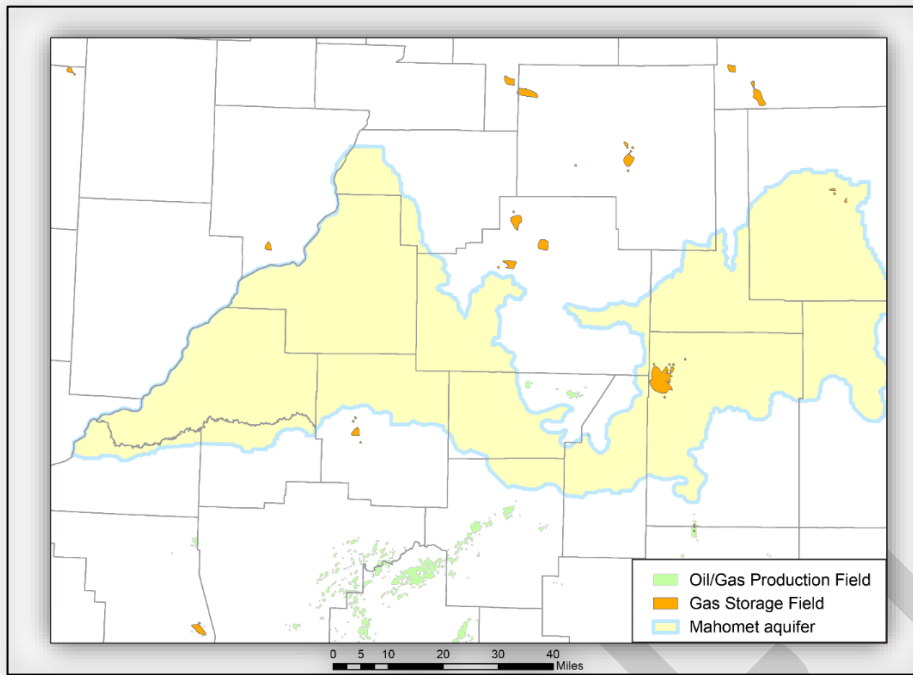 Oil/Gas Production Field
Gas Storage Field
Mahomet aquifer
0 5 10 20 30 40
Miles